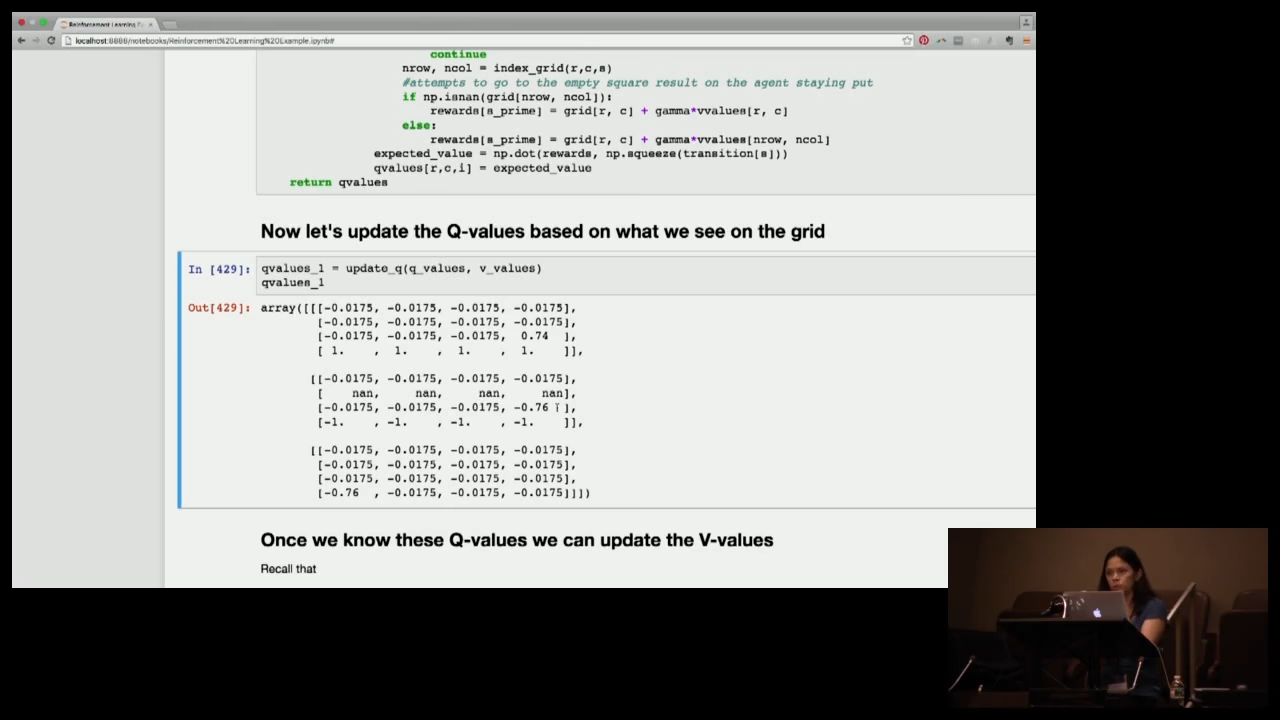 Reinforcement Learning Ex
localhost:8888/notebooks/Reinforcement%20Learning%20Example.ipynb#
continue
nrow, ncol = index_grid(r,c,s)
#attempts to go to the empty square result on the agent staying put
if np.isnan(grid[nrow, ncol]):
rewards[s_prime] = grid[r, c] + gamma*vvalues[r, c]
else:
rewards[s_prime] = grid[r, c] + gamma*vvalues[nrow, ncol]
expected_value = np.dot(rewards, np.squeeze(transition[s]))
qvalues[r,c,i] = expected_value
return qvalues
Now let's update the Q-values based on what we see on the grid
In [429]: qvalues_1 = update_q(q_values, v_values)
qvalues_1
Out[429]: array([[[-0.0175, -0.0175, -0.0175, -0.0175],
[-0.0175, -0.0175, -0.0175, -0.0175],
[-0.0175, -0.0175, -0.0175, 0.74 ],
[ 1. , 1. , 1. , 1. ]],
[[-0.0175, -0.0175, -0.0175, -0.0175],
[ nan, nan, nan, nan],
[-0.0175, -0.0175, -0.0175, -0.76 ],
[-1. , -1. , -1. , -1. ]],
[[-0.0175, -0.0175, -0.0175, -0.0175],
[-0.0175, -0.0175, -0.0175, -0.0175],
[-0.0175, -0.0175, -0.0175, -0.0175],
[-0.76 , -0.0175, -0.0175, -0.0175]]])
Once we know these Q-values we can update the V-values
Recall that